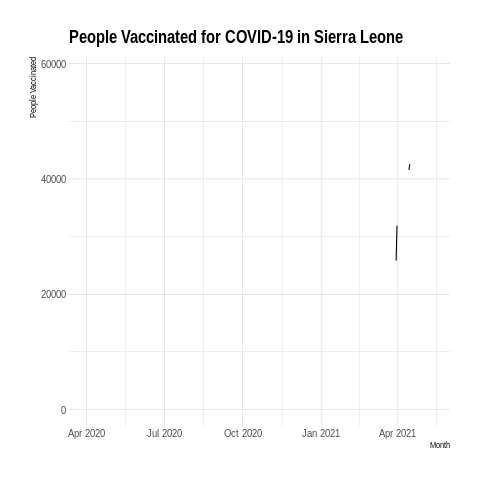 People Vaccinated for COVID-19 in Sierra Leone
People Vaccinated
60000
40000
20000
0
Apr 2020 Jul 2020 Oct 2020 Jan 2021 Apr 2021
Month